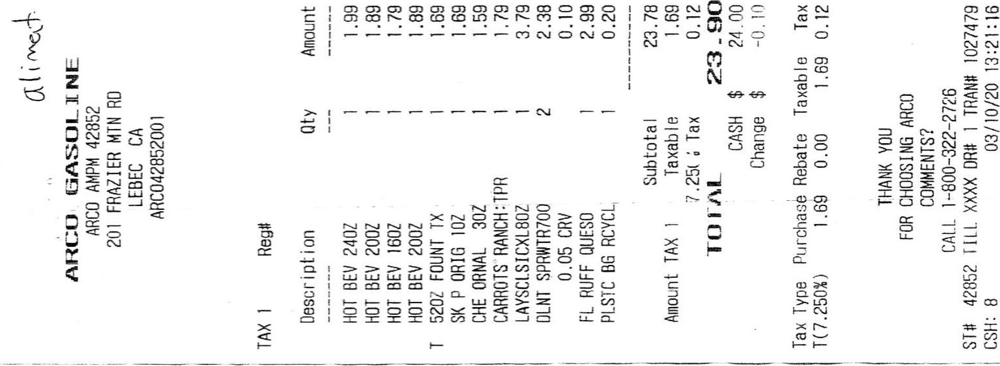 alimet.
ARCO GASOLINE
ARCO AMPM 42852
201 FRAZIER MTN RD
LEBEC CA
ARCO42852001
TAX 1 Reg#
Description Qty Amount
------- --- --------
HOT BEV 24OZ 1 1.99
HOT BEV 20OZ 1 1.89
HOT BEV 16OZ 1 1.79
HOT BEV 20OZ 1 1.89
T 52OZ FOUNT TX 1 1.69
SK P ORIG 1OZ 1 1.69
CHE ORNAL 3OZ 1 1.59
CARROTS RANCH:TPR 1 1.79
LAYSCLSICXL8OZ 1 3.79
DLNT SPRWTR700 2 2.38
0.05 CRV 0.10
FL RUFF QUESO 1 2.99
PLSTC BG RCYCL 1 0.20
--------
Subtotal 23.78
Amount TAX 1 Taxable 1.69
7.25( Tax 0.12
TOTAL 23.90
CASH $ 24.00
Change $ -0.10
Tax Type Purchase Rebate Taxable Tax
T(7.250%) 1.69 0.00 1.69 0.12
THANK YOU
FOR CHOOSING ARCO
COMMENTS?
CALL 1-800-322-2726
ST# 42852 TILL XXXX DR# 1 TRAN# 1027479
CSH: 8 03/10/20 13:21:16